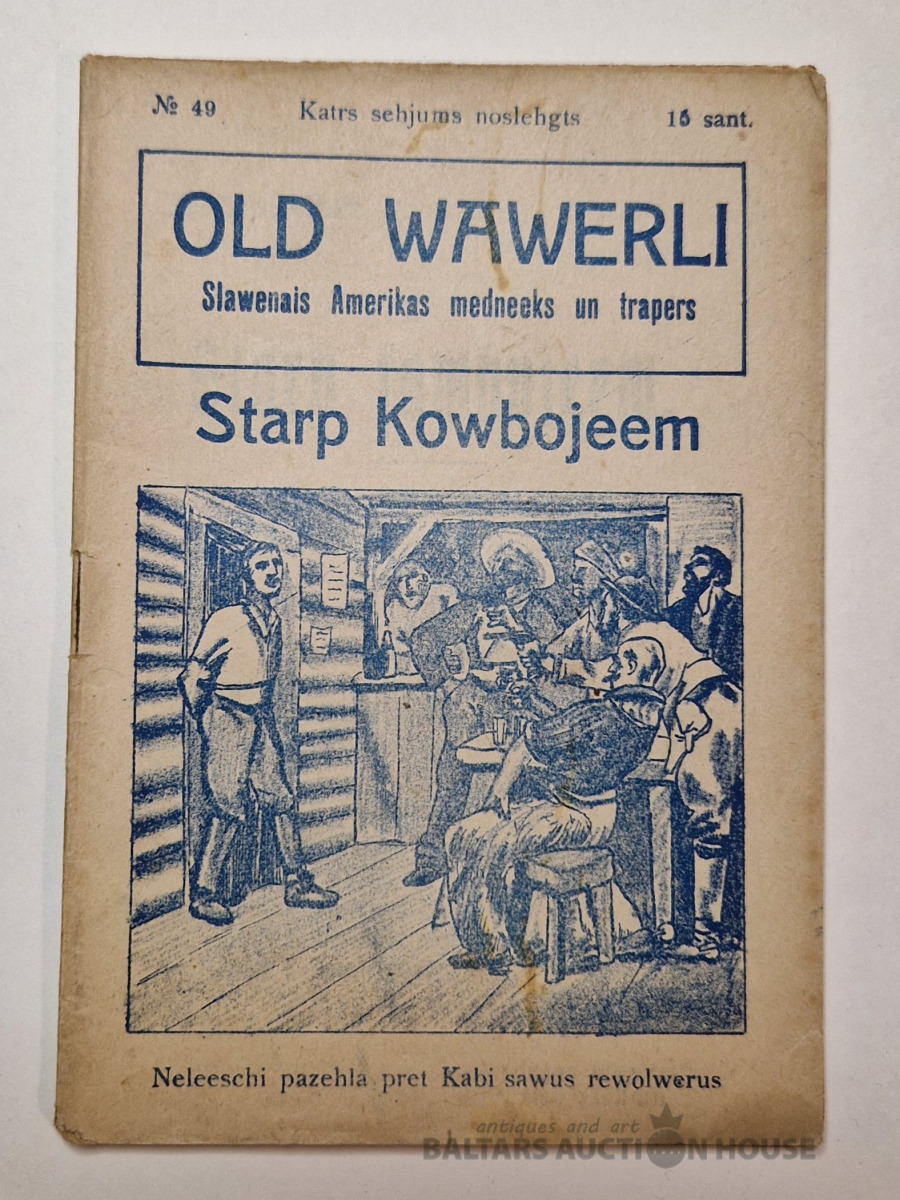 № 49 Katrs sehjums noslehgts 15 sant.
OLD WAWERLI
Slawenais Amerikas medneeks un trapers
Starp Kowbojeem
Neleeschi pazehla pret Kabi sawus rewolwerus
antiques and art
BALTARS AUCTION HOUSE